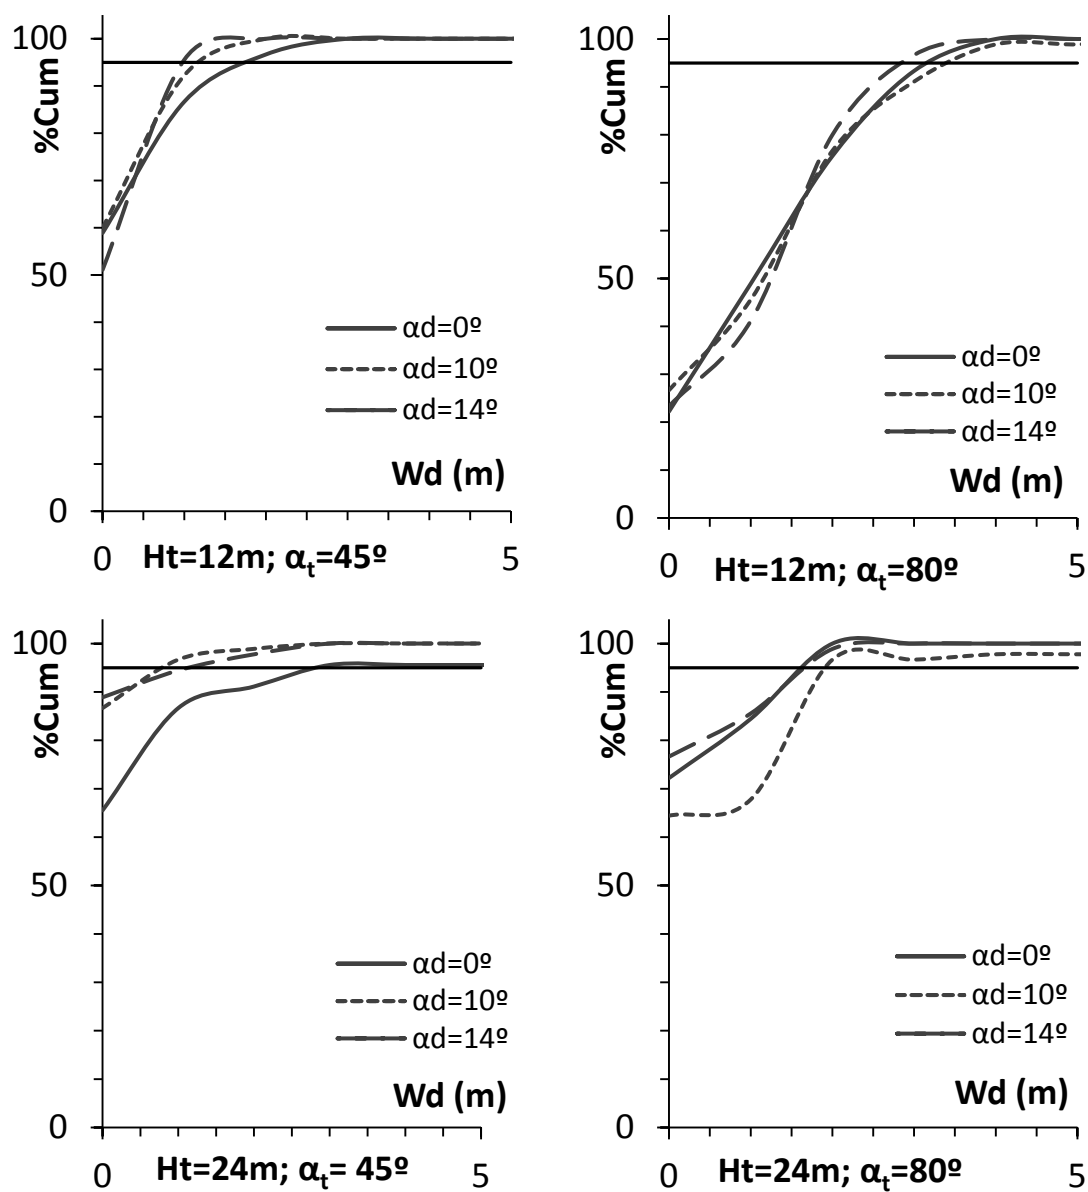 100
%Cum
50
αd=0º
αd=10º
αd=14º
Wd (m)
0
0
5
Ht=12m; αt=45º
100
%Cum
50
αd=0º
αd=10º
αd=14º
Wd (m)
0
0
5
Ht=12m; αt=80º
100
%Cum
50
αd=0º
αd=10º
αd=14º
Wd (m)
0
0
5
Ht=24m; αt= 45º
100
%Cum
50
αd=0º
αd=10º
αd=14º
Wd (m)
0
0
5
Ht=24m; αt=80º